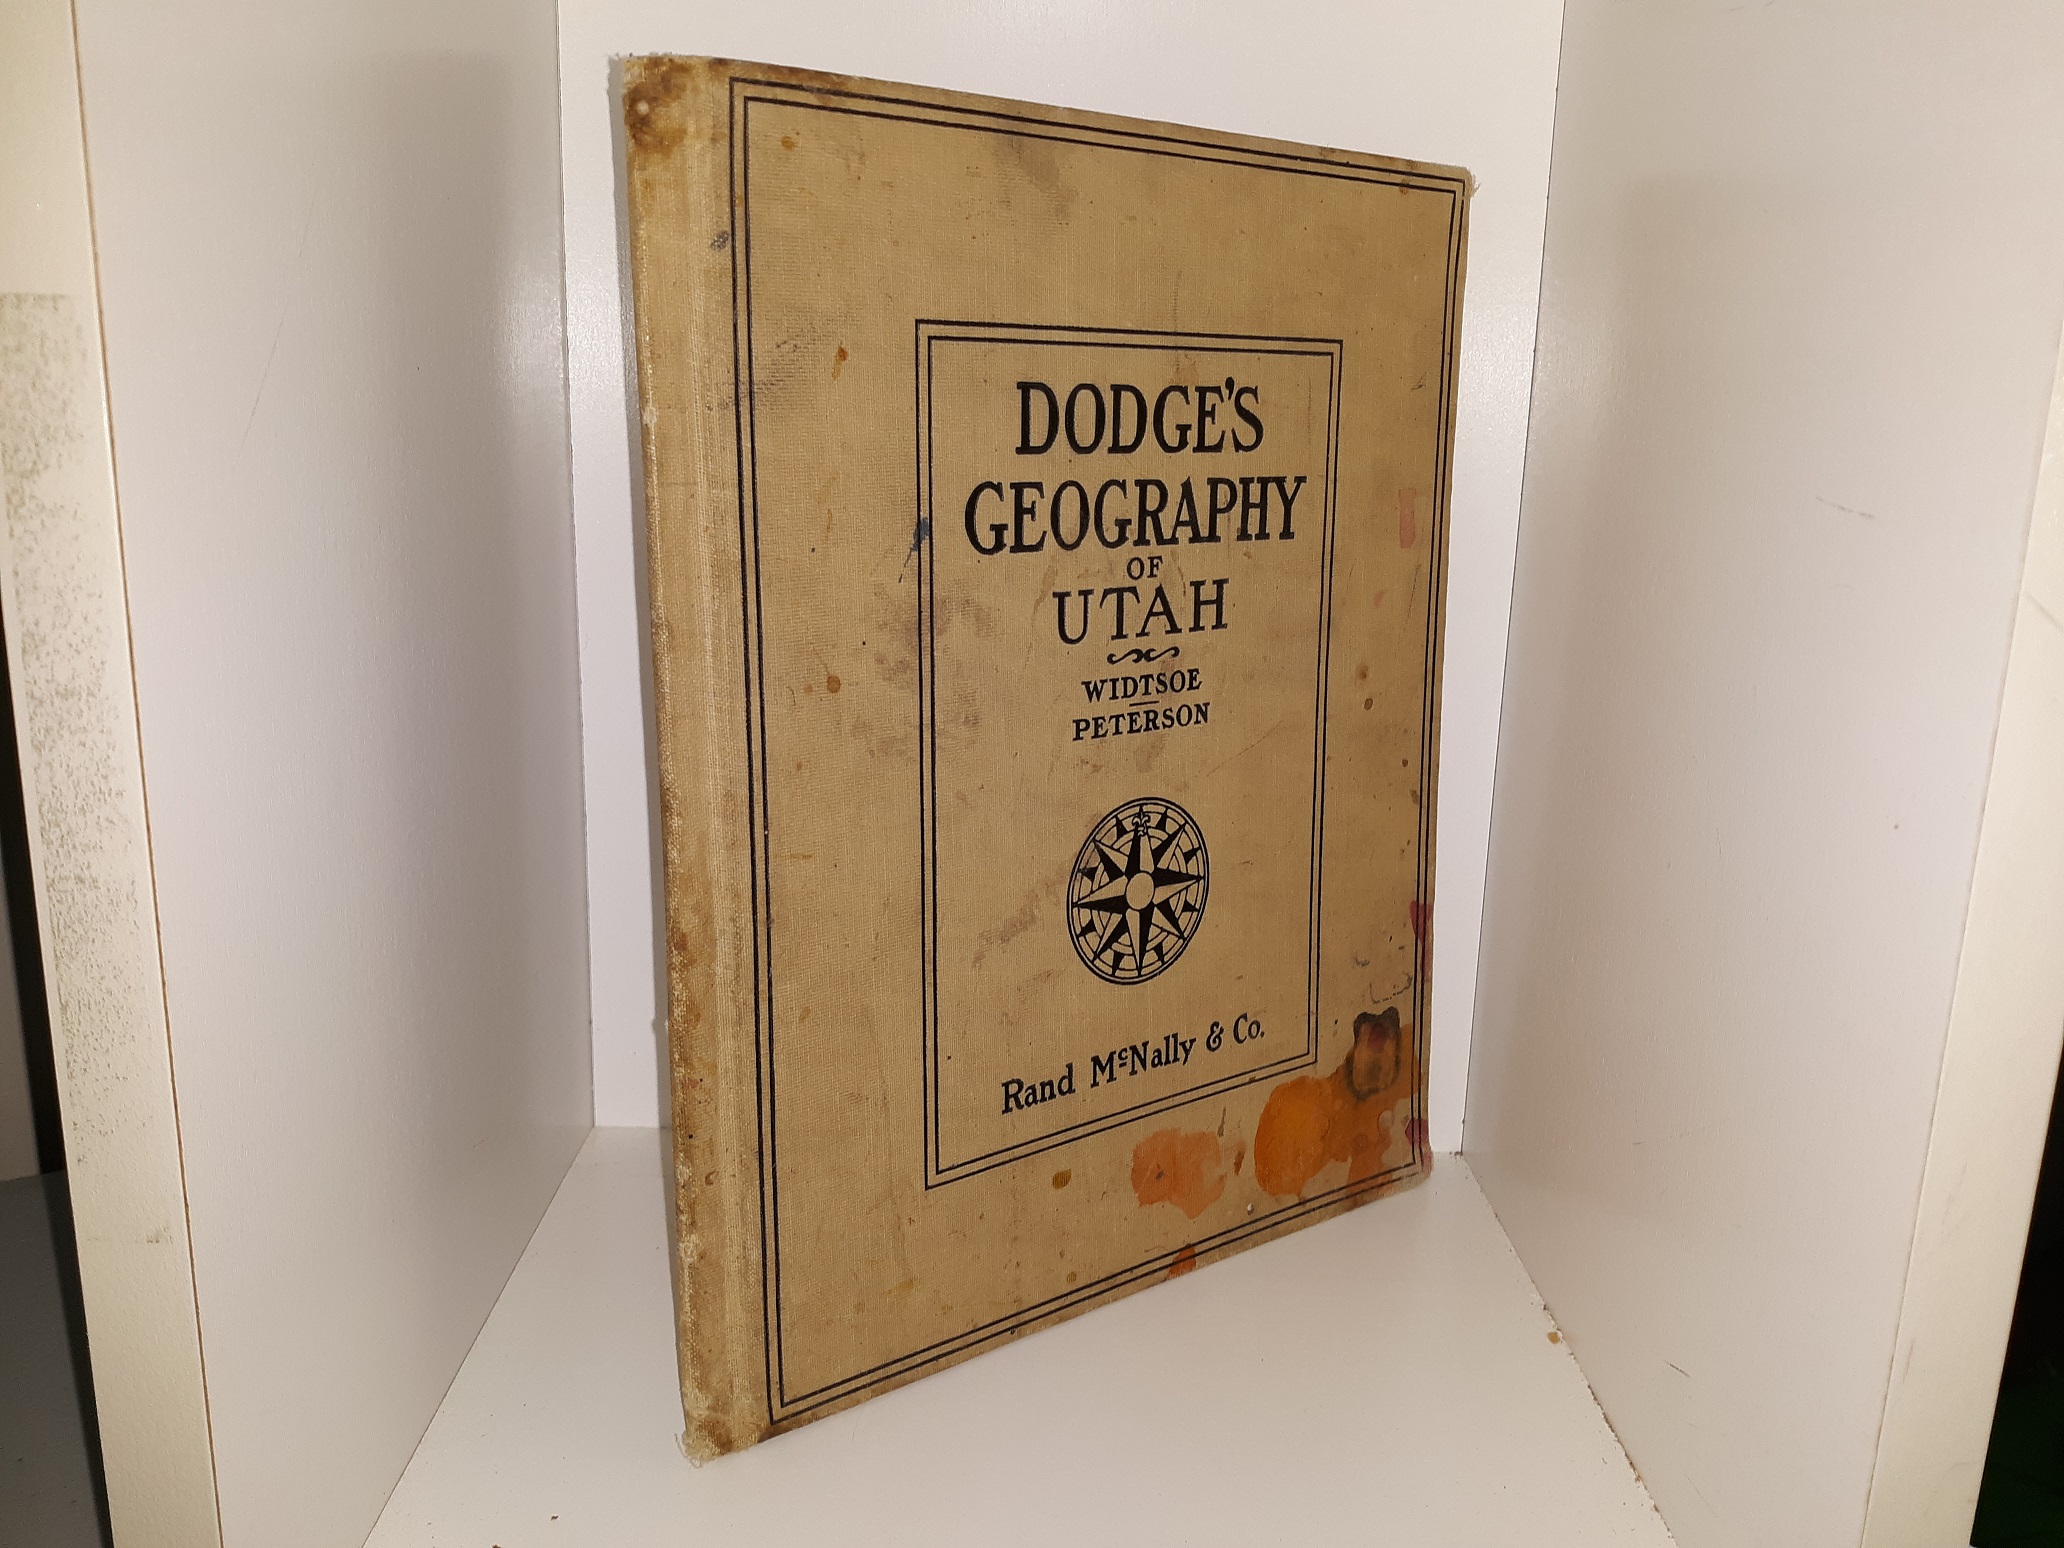 DODGE'S
GEOGRAPHY
OF
UTAH
WIDTSOE
PETERSON
Rand McNally & Co.